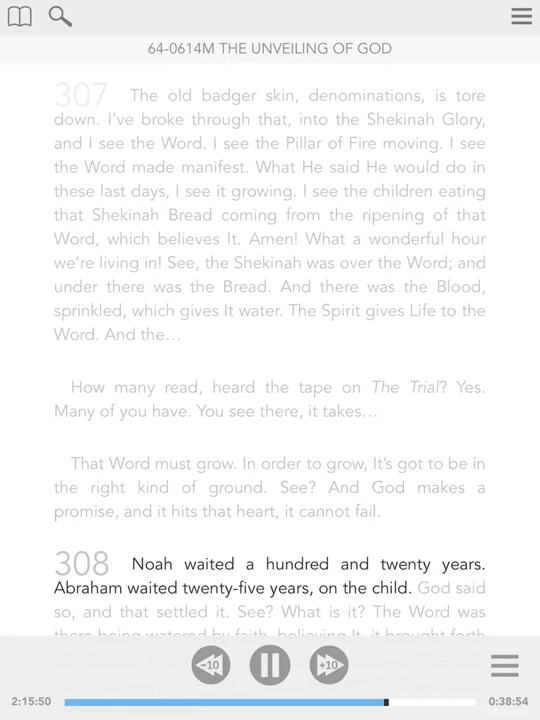 64-0614M THE UNVEILING OF GOD
307 The old badger skin, denominations, is tore
down. I've broke through that, into the Shekinah Glory,
and I see the Word. I see the Pillar of Fire moving. I see
the Word made manifest. What He said He would do in
these last days, I see it growing. I see the children eating
that Shekinah Bread coming from the ripening of that
Word, which believes It. Amen! What a wonderful hour
we're living in! See, the Shekinah was over the Word; and
under there was the Bread. And there was the Blood,
sprinkled, which gives It water. The Spirit gives Life to the
Word. And the…
How many read, heard the tape on The Trial? Yes.
Many of you have. You see there, it takes…
That Word must grow. In order to grow, It's got to be in
the right kind of ground. See? And God makes a
promise, and it hits that heart, it cannot fail.
308 Noah waited a hundred and twenty years.
Abraham waited twenty-five years, on the child. God said
so, and that settled it. See? What is it? The Word was
there being watered by faith, believing It, it brought forth
-10
+10
2:15:50
0:38:54